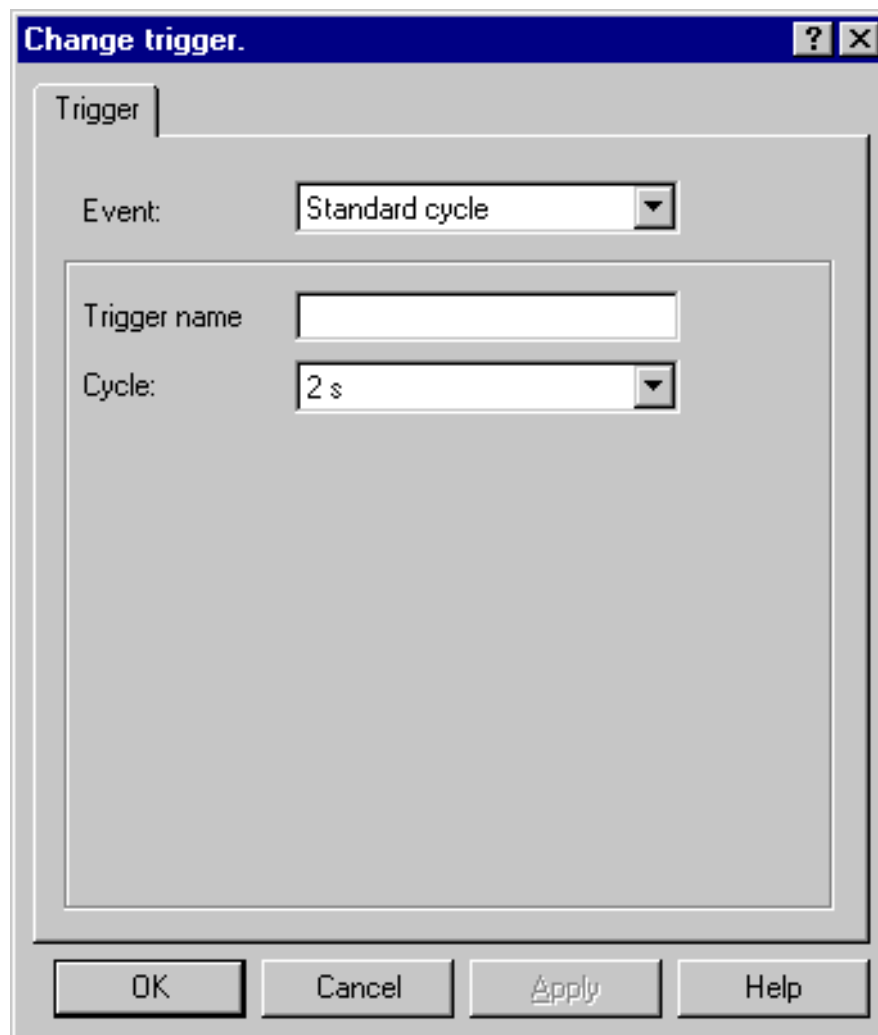 Change trigger.
Trigger
Event: Standard cycle
Trigger name
Cycle: 2 s
OK Cancel Apply Help